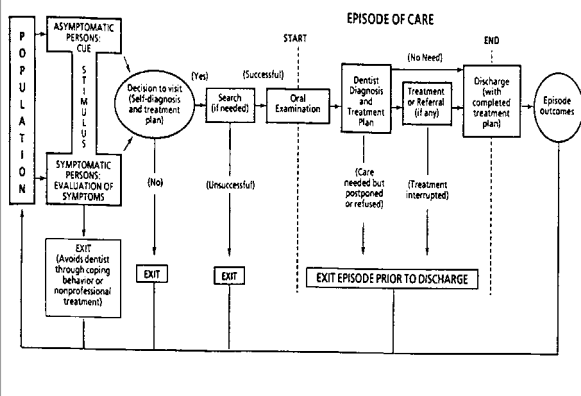 EPISODE OF CARE
START
END
POPULATION
ASYMPTOMATIC
PERSONS:
CUE
STIMULUS
SYMPTOMATIC
PERSONS:
EVALUATION OF
SYMPTOMS
EXIT
(Avoids dentist
through coping
behavior or
nonprofessional
treatment)
Decision to visit
(Self-diagnosis
and treatment
plan)
(Yes)
(No)
EXIT
Search
(if needed)
(Successful)
(Unsuccessful)
EXIT
Oral
Examination
Dentist
Diagnosis
and
Treatment
Plan
(No Need)
(Care
needed but
postponed
or refused)
Treatment
or Referral
(if any)
(Treatment
interrupted)
Discharge
(with
completed
treatment
plan)
Episode
outcomes
EXIT EPISODE PRIOR TO DISCHARGE